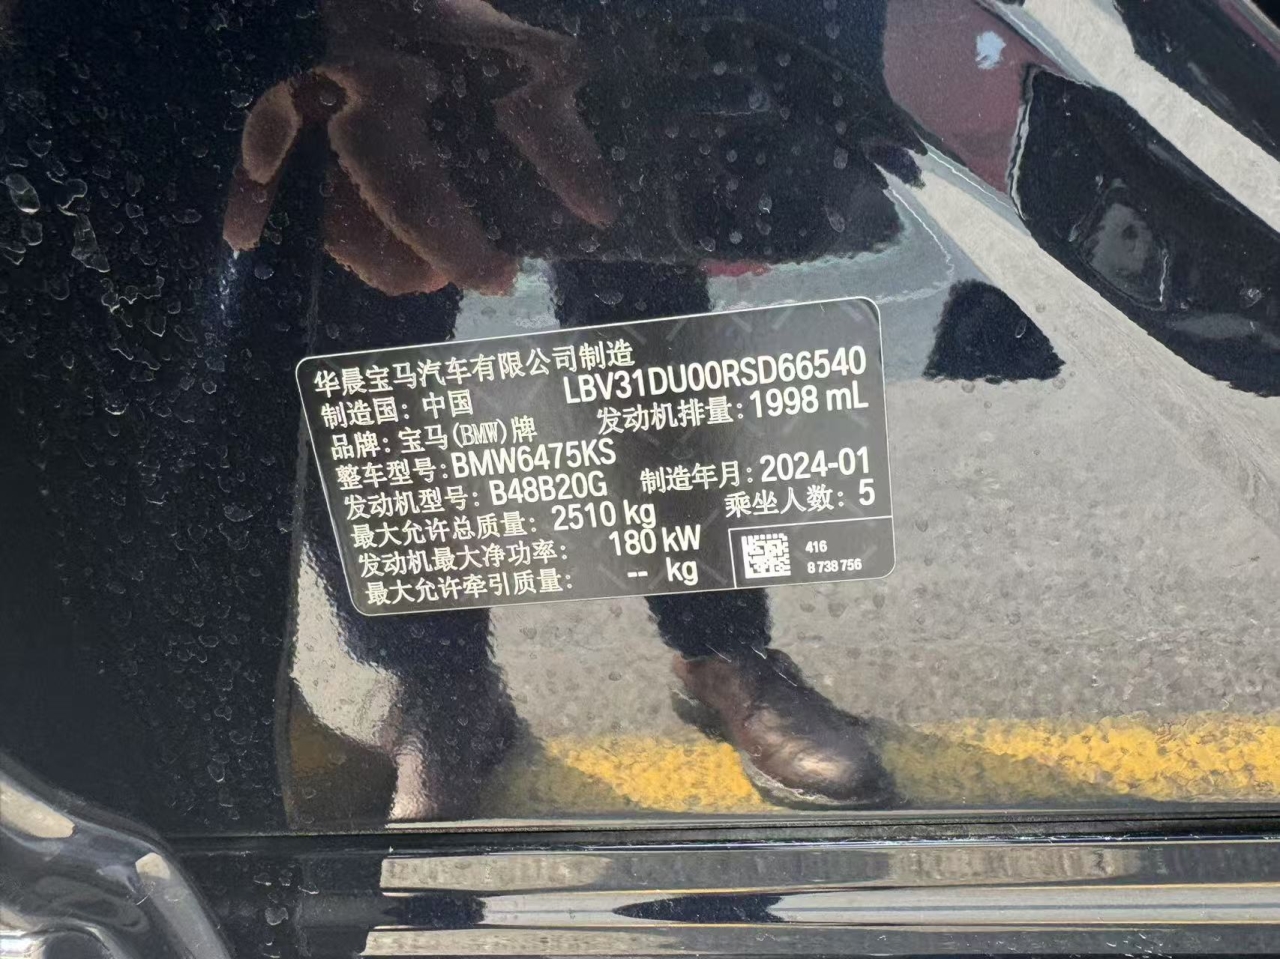 华晨宝马汽车有限公司制造
制造国: 中国 LBV31DU00RSD66540
品牌: 宝马(BMW)牌 发动机排量: 1998 mL
整车型号: BMW6475KS
发动机型号: B48B20G 制造年月: 2024-01
最大允许总质量: 2510 kg 乘坐人数: 5
发动机最大净功率: 180 kW
最大允许牵引质量: -- kg
416
8 738 756